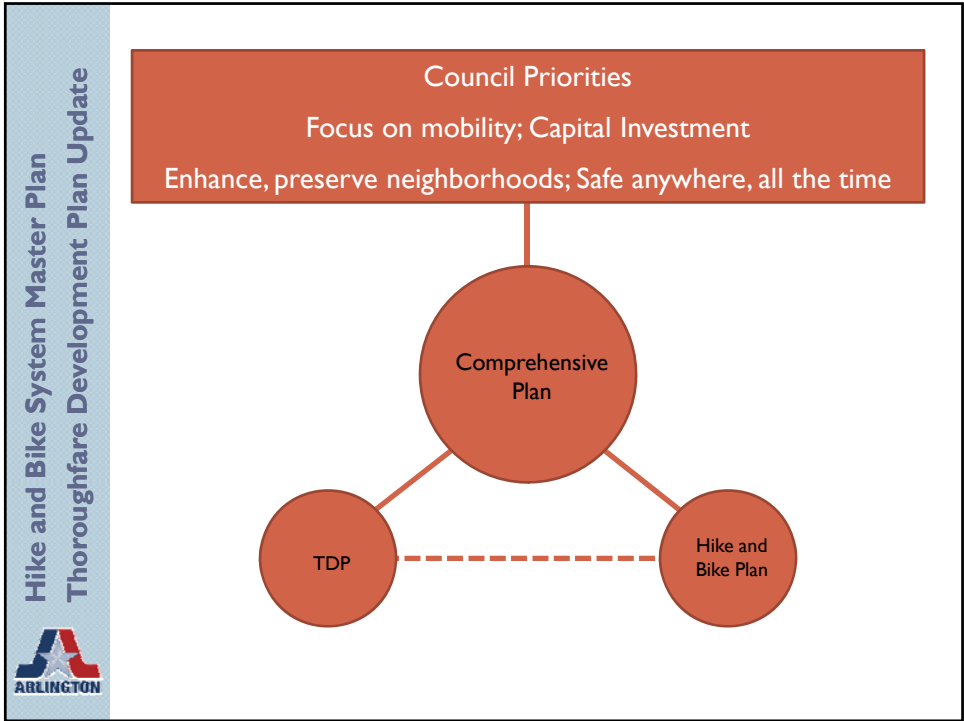 Hike and Bike System Master Plan
Thoroughfare Development Plan Update
ARLINGTON
Council Priorities
Focus on mobility; Capital Investment
Enhance, preserve neighborhoods; Safe anywhere, all the time
Comprehensive
Plan
TDP
Hike and
Bike Plan